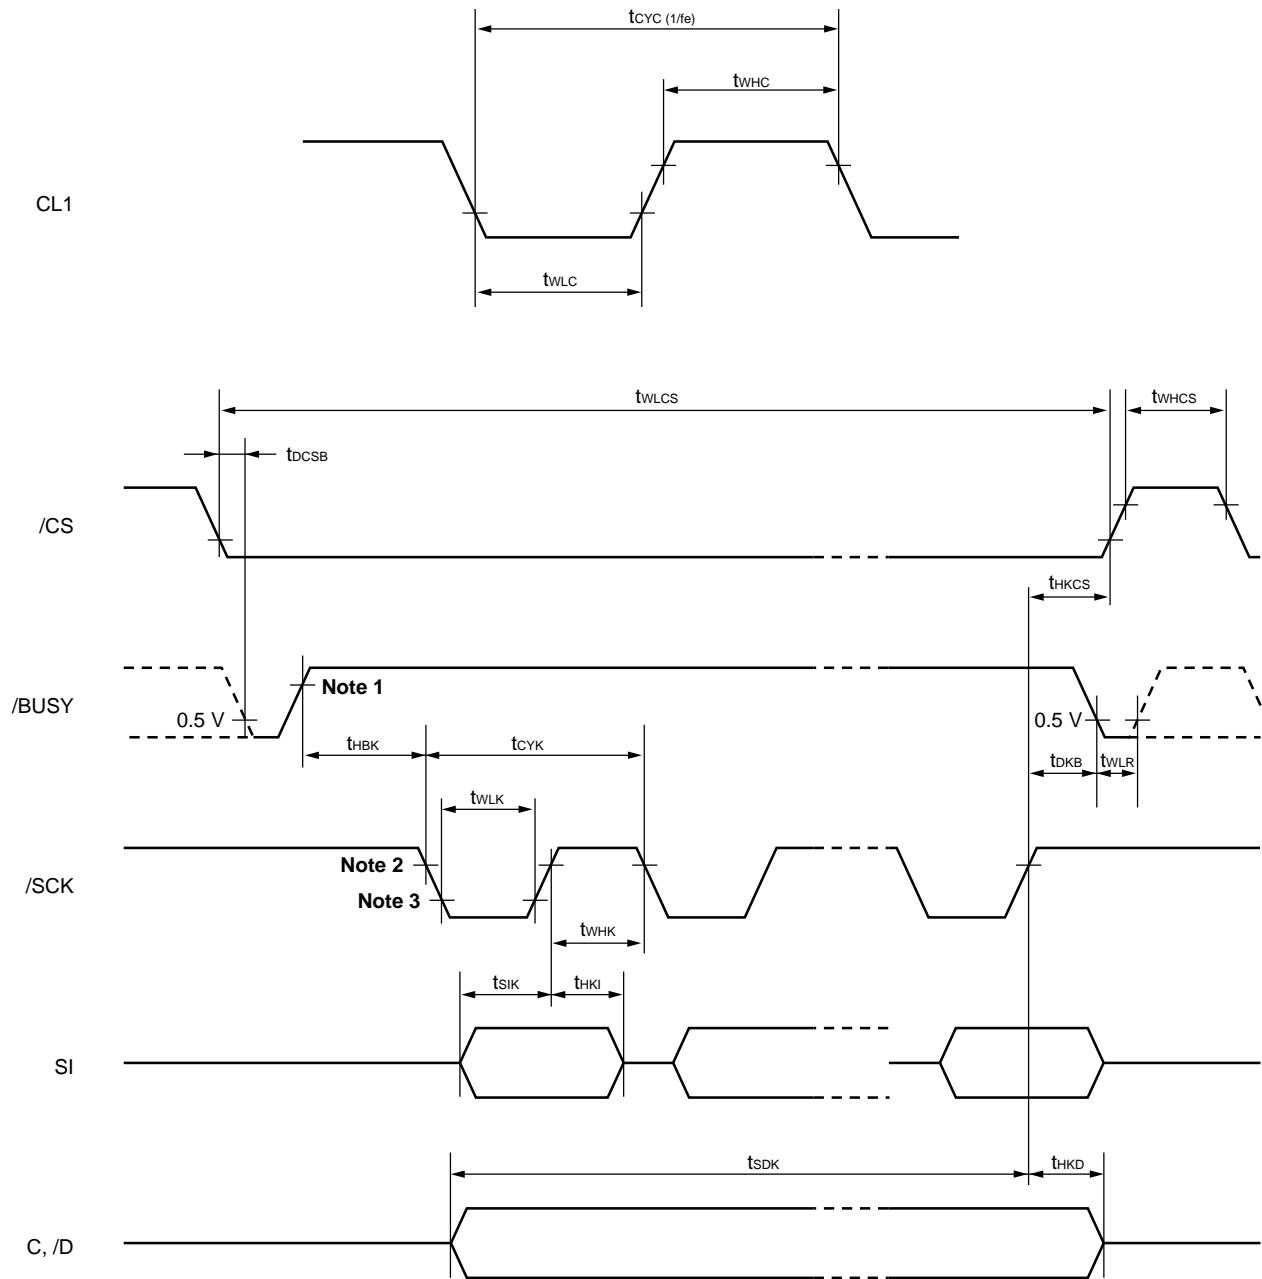 tCYC (1/fe)
tWHC
CL1
tWLC
tWLCS
tWHCS
tDCSB
/CS
tHKCS
Note 1
/BUSY
0.5 V
0.5 V
tHBK
tCYK
tDKB
tWLR
tWLK
Note 2
/SCK
Note 3
tWHK
tSIK
tHKI
SI
tSDK
tHKD
C, /D